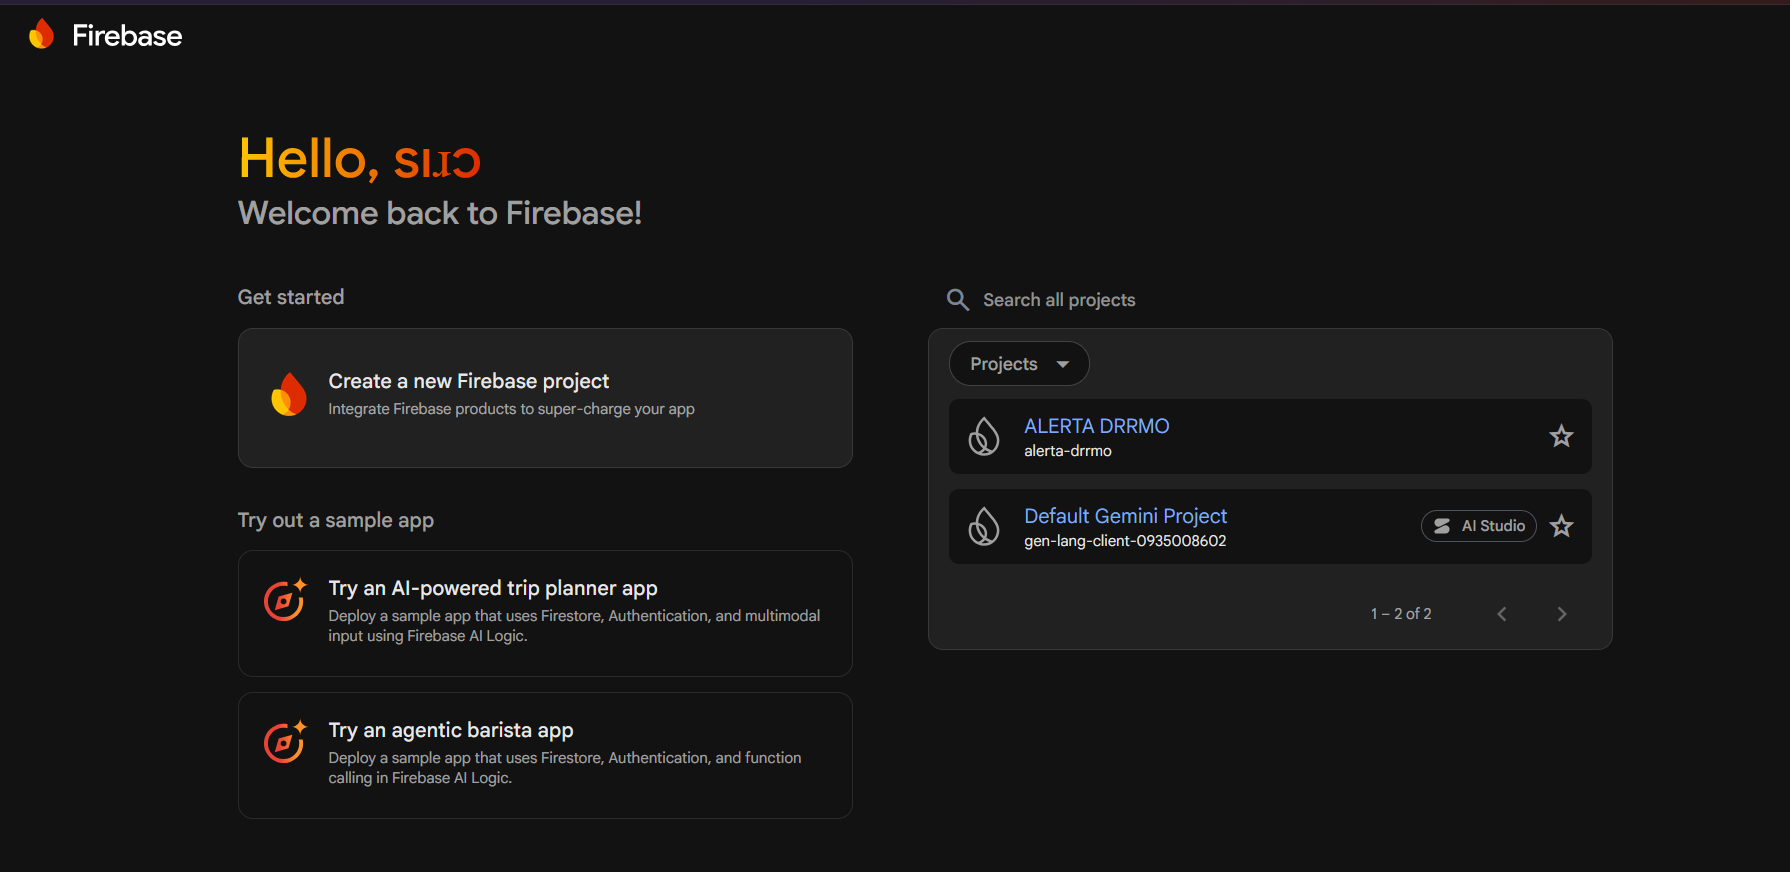 Firebase
Hello, sɪɹɔ
Welcome back to Firebase!
Get started
Create a new Firebase project
Integrate Firebase products to super-charge your app
Try out a sample app
Try an AI-powered trip planner app
Deploy a sample app that uses Firestore, Authentication, and multimodal
input using Firebase AI Logic.
Try an agentic barista app
Deploy a sample app that uses Firestore, Authentication, and function
calling in Firebase AI Logic.
Search all projects
Projects
ALERTA DRRMO
alerta-drrmo
Default Gemini Project
gen-lang-client-0935008602
AI Studio
1 – 2 of 2